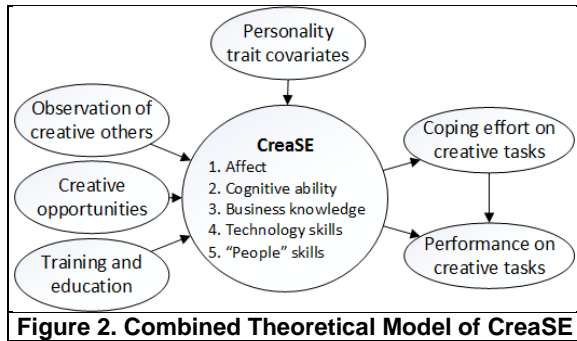 Personality
trait covariates
Observation of
creative others
Creative
opportunities
Training and
education
CreaSE
1. Affect
2. Cognitive ability
3. Business knowledge
4. Technology skills
5. “People” skills
Coping effort on
creative tasks
Performance on
creative tasks
Figure 2. Combined Theoretical Model of CreaSE